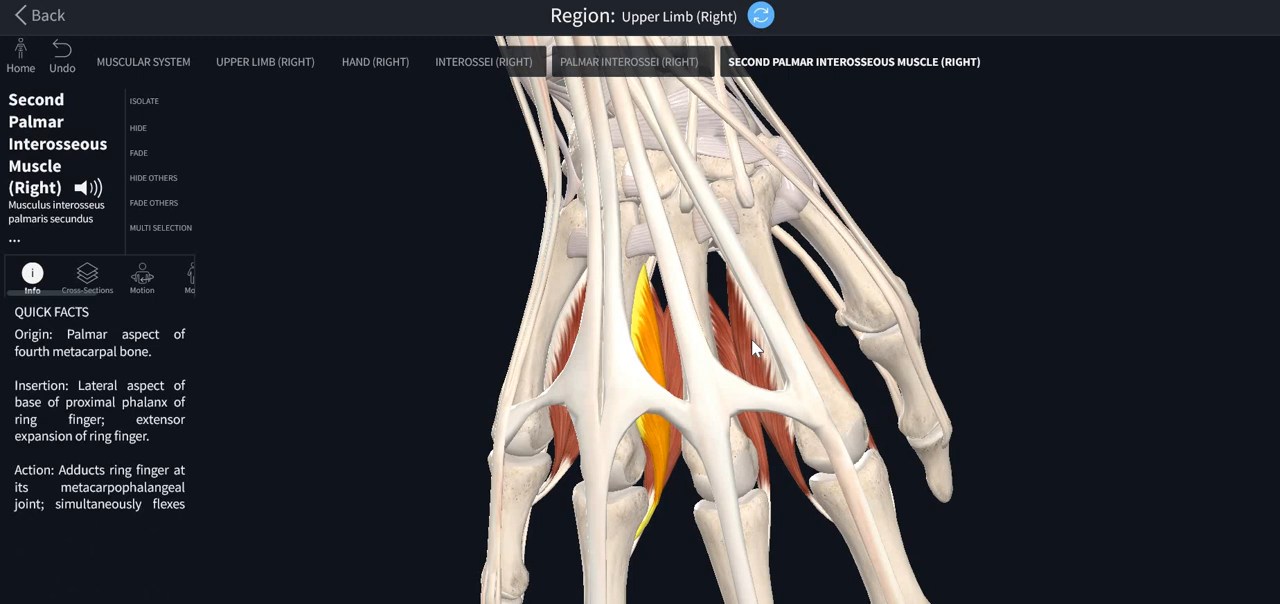 Back
Region: Upper Limb (Right)
Home
Undo
MUSCULAR SYSTEM
UPPER LIMB (RIGHT)
HAND (RIGHT)
INTEROSSEI (RIGHT)
PALMAR INTEROSSEI (RIGHT)
SECOND PALMAR INTEROSSEOUS MUSCLE (RIGHT)
Second
Palmar
Interosseous
Muscle
(Right)
Musculus interosseus
palmaris secundus
...
ISOLATE
HIDE
FADE
HIDE OTHERS
FADE OTHERS
MULTI SELECTION
Info
Cross-Sections
Motion
Mo
QUICK FACTS
Origin: Palmar aspect of
fourth metacarpal bone.
Insertion: Lateral aspect of
base of proximal phalanx of
ring finger; extensor
expansion of ring finger.
Action: Adducts ring finger at
its metacarpophalangeal
joint; simultaneously flexes